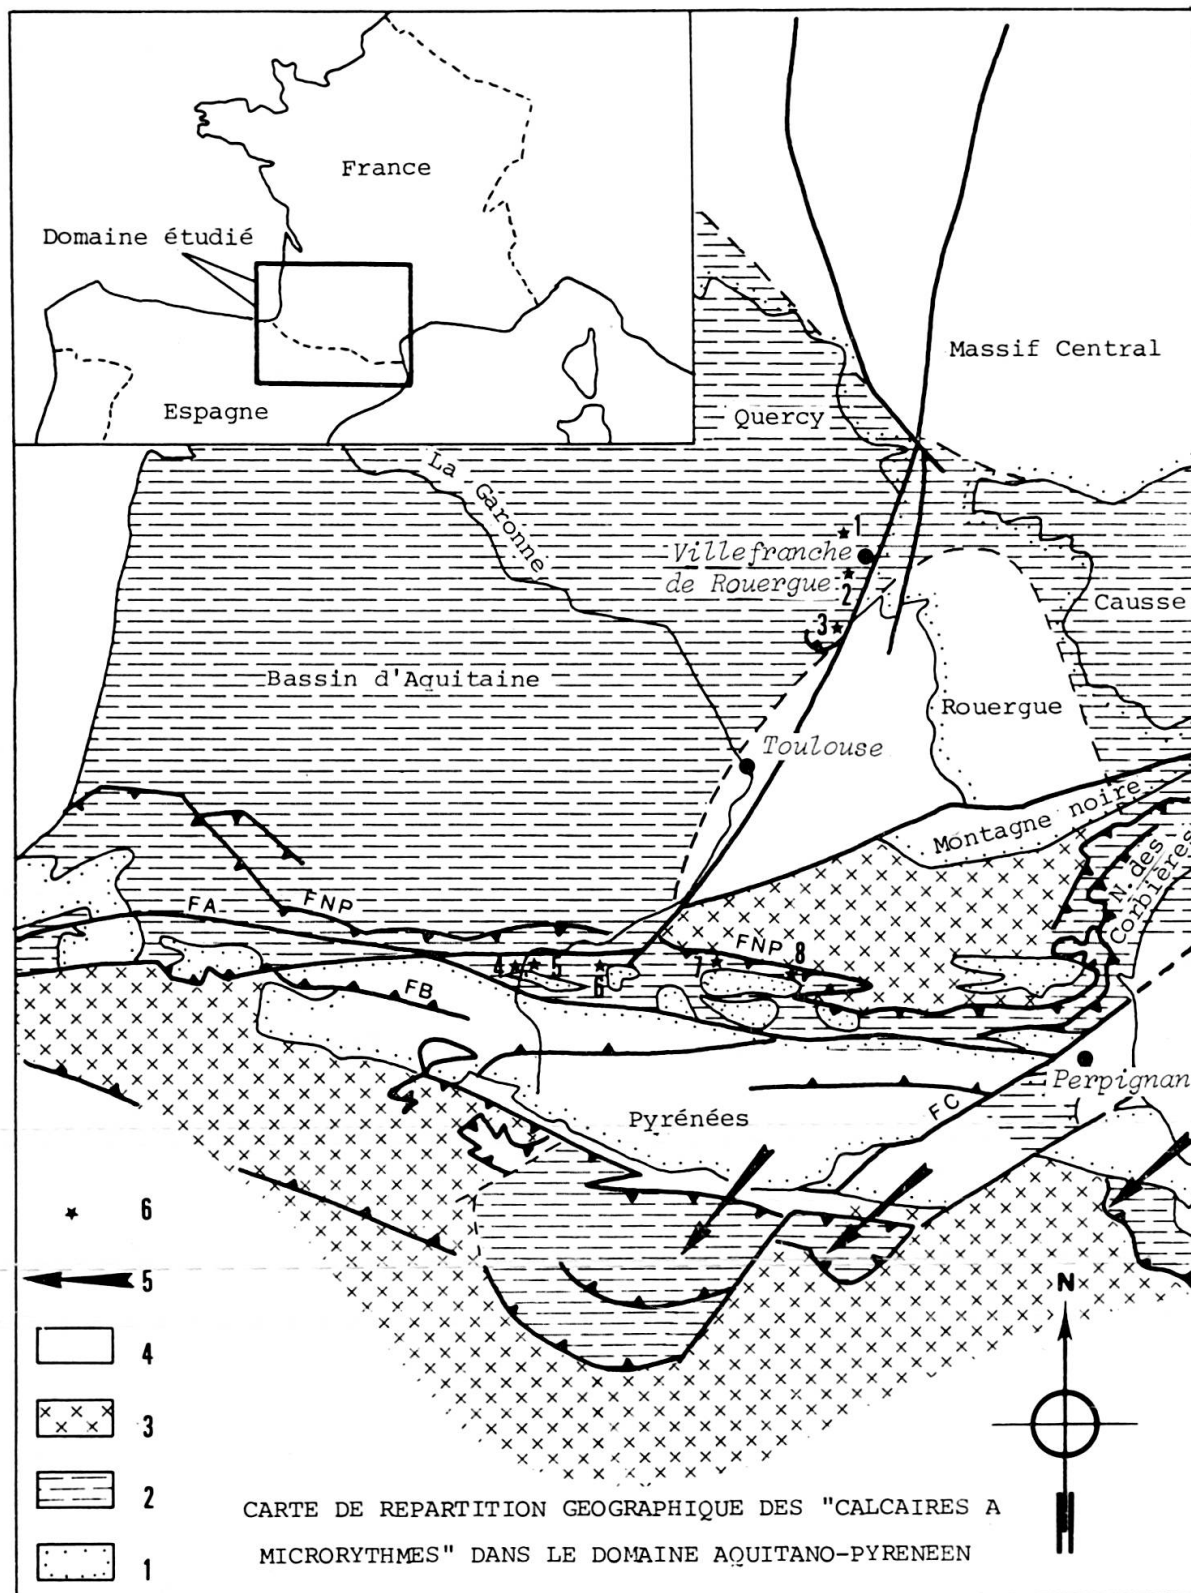 France
Domaine étudié
Espagne
Massif Central
Quercy
La Garonne
1
Villefranche
de Rouergue
2
Causse
3
Bassin d'Aquitaine
Rouergue
Toulouse
Montagne noire
N. des
Corbières
FA
FNP
FNP
8
4
5
7
6
FB
Perpignan
FC
Pyrénées
6
5
N
4
3
2
CARTE DE REPARTITION GEOGRAPHIQUE DES "CALCAIRES A
MICRORYTHMES" DANS LE DOMAINE AQUITANO-PYRENEEN
1